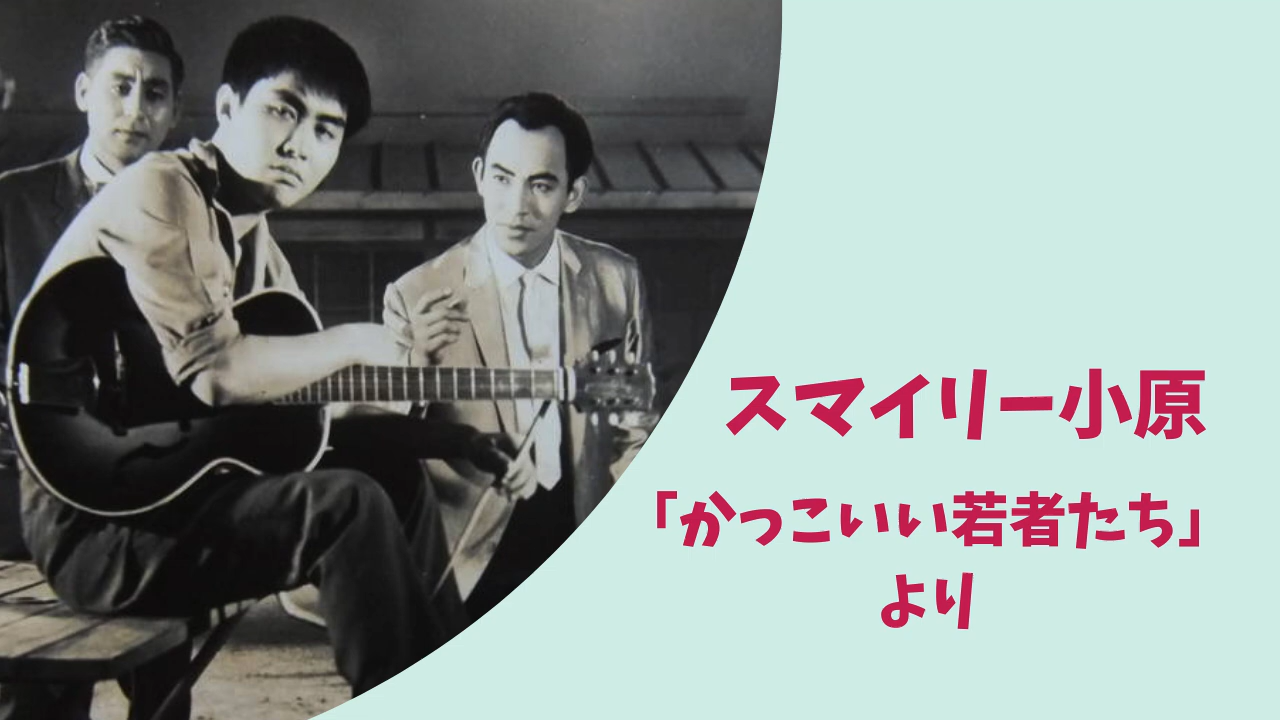 スマイリー小原
「かっこいい若者たち」
より